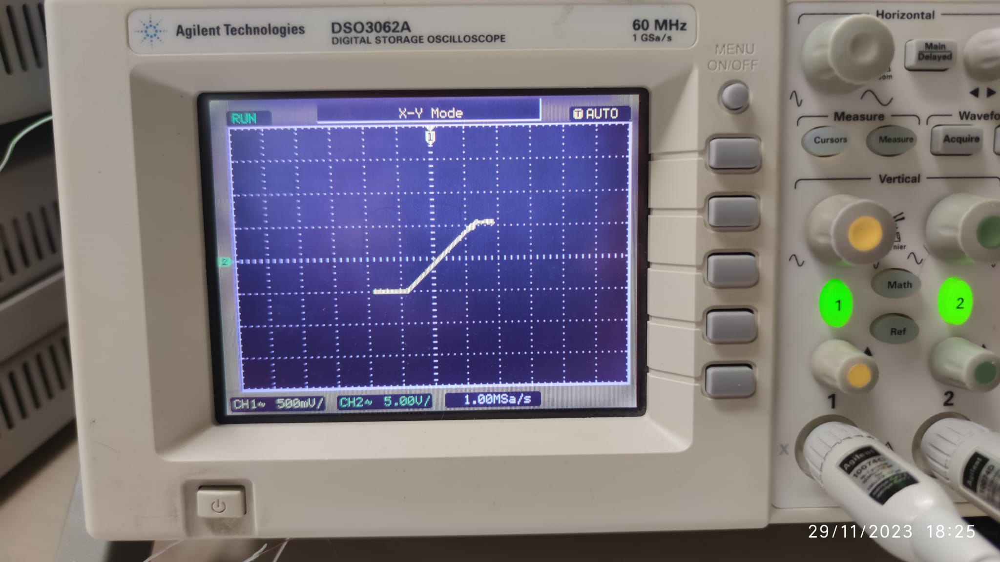 Agilent Technologies
DSO3062A
DIGITAL STORAGE OSCILLOSCOPE
60 MHz
1 GSa/s
MENU
ON/OFF
Horizontal
Main
Delayed
RUN
X-Y Mode
T AUTO
1
2
CH1~ 500mV/
CH2~ 5.00V/
1.00MSa/s
Measure
Cursors
Measure
Acquire
Vertical
1
Math
2
Ref
1
2
X
Agilent
10074C
Agilent
29/11/2023 18:25